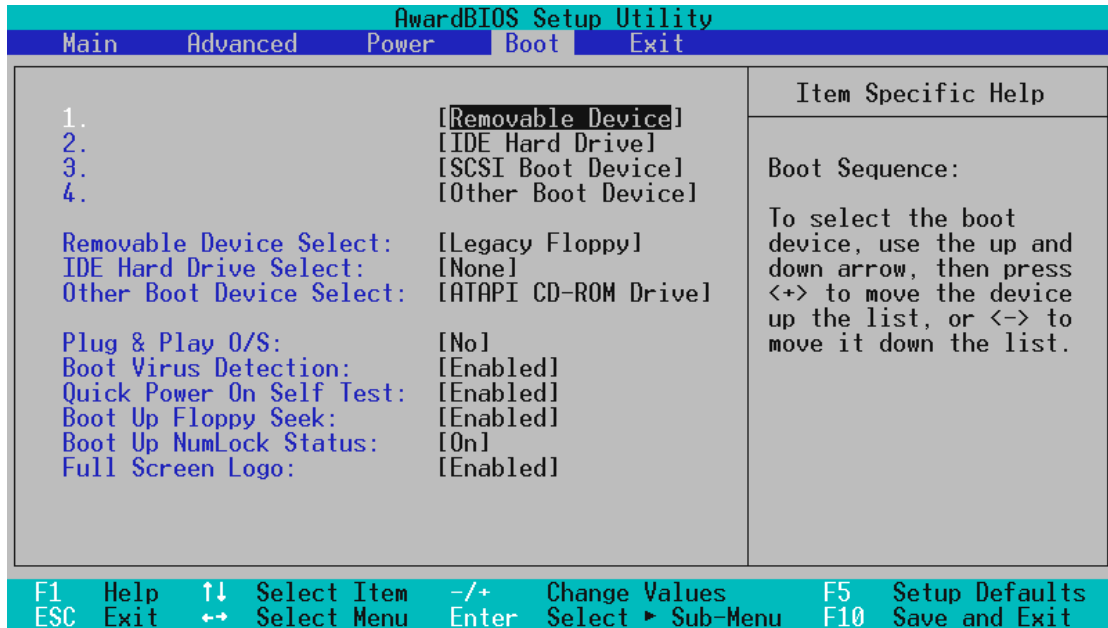 AwardBIOS Setup Utility
Main Advanced Power Boot Exit
1. [Removable Device]
2. [IDE Hard Drive]
3. [SCSI Boot Device]
4. [Other Boot Device]
Removable Device Select: [Legacy Floppy]
IDE Hard Drive Select: [None]
Other Boot Device Select: [ATAPI CD-ROM Drive]
Plug & Play O/S: [No]
Boot Virus Detection: [Enabled]
Quick Power On Self Test: [Enabled]
Boot Up Floppy Seek: [Enabled]
Boot Up NumLock Status: [On]
Full Screen Logo: [Enabled]
Item Specific Help
Boot Sequence:
To select the boot
device, use the up and
down arrow, then press
<+> to move the device
up the list, or <-> to
move it down the list.
F1 Help ↑↓ Select Item -/+ Change Values F5 Setup Defaults
ESC Exit ←→ Select Menu Enter Select ► Sub-Menu F10 Save and Exit